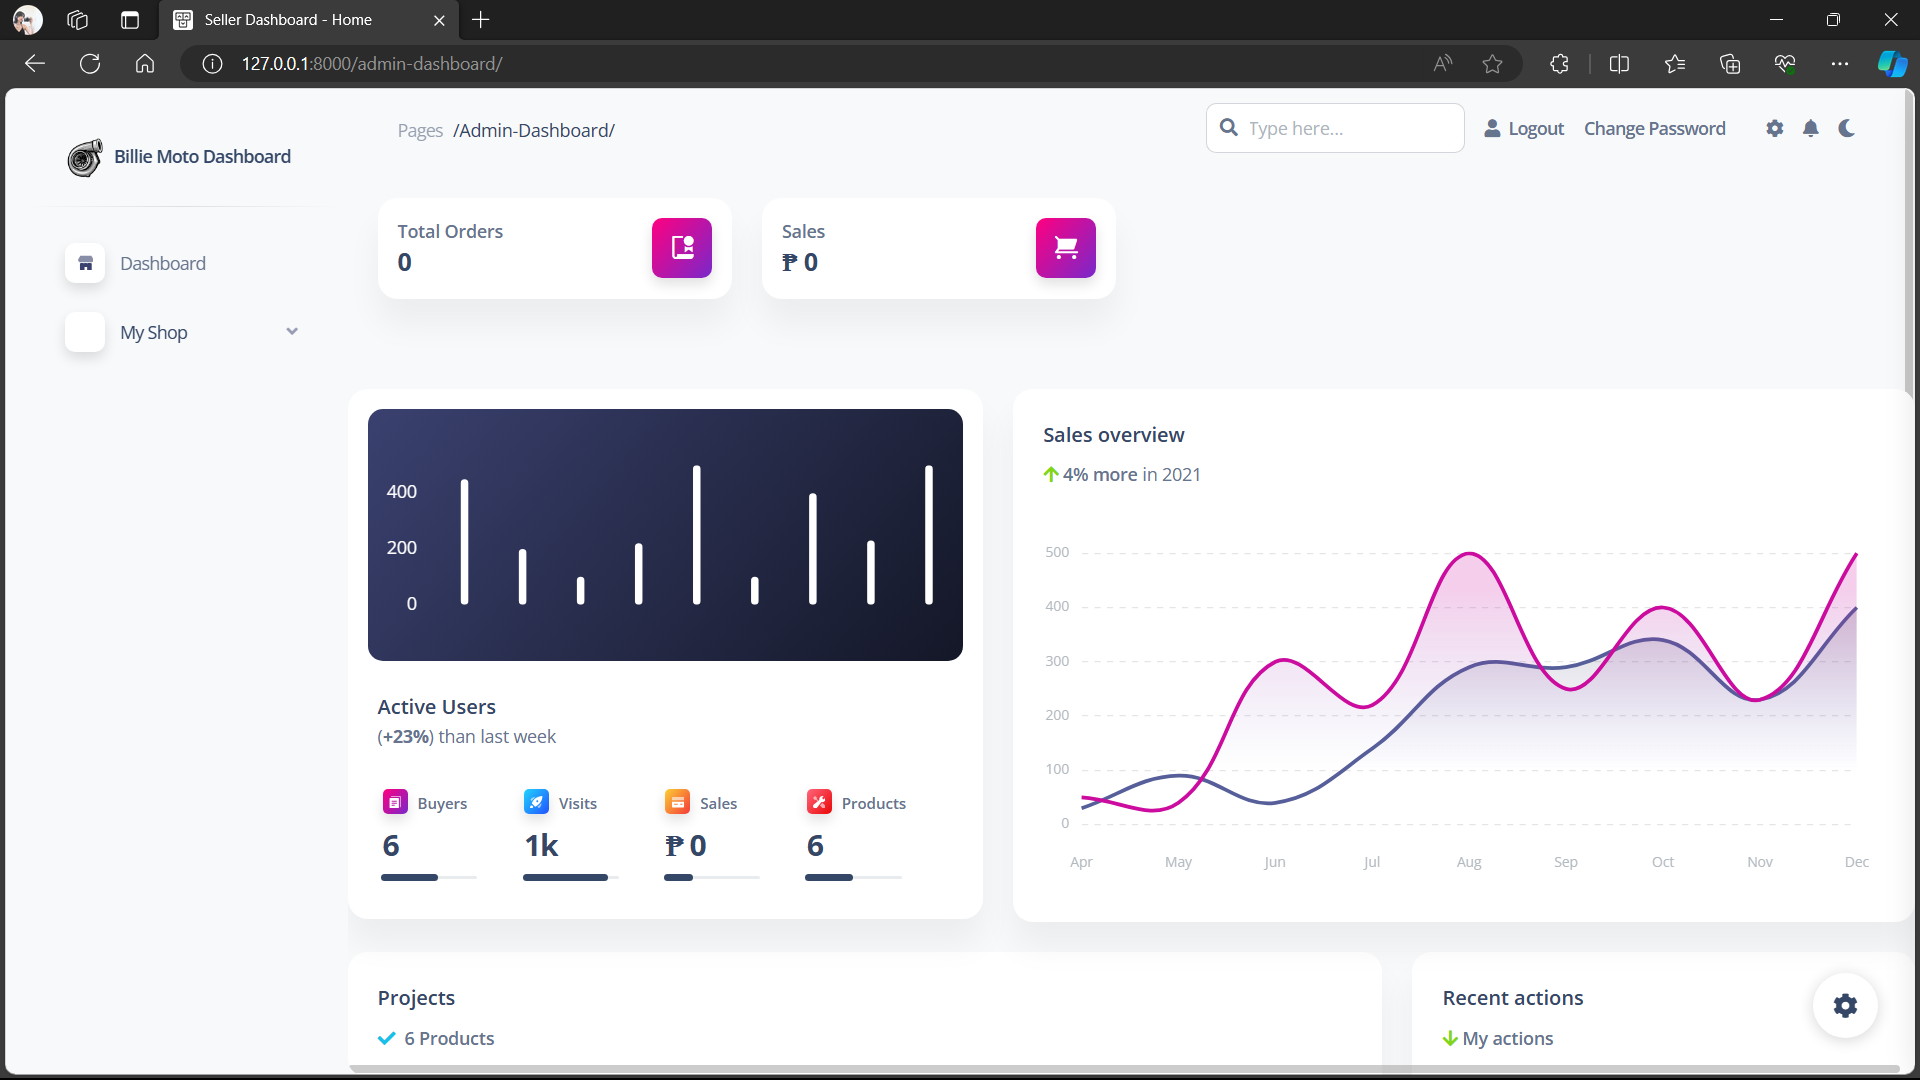 Seller Dashboard - Home
127.0.0.1:8000/admin-dashboard/
Billie Moto Dashboard
Dashboard
My Shop
Pages /Admin-Dashboard/
Type here...
Logout
Change Password
Total Orders
0
Sales
₱ 0
400
200
0
Active Users
(+23%) than last week
Buyers
6
Visits
1k
Sales
₱ 0
Products
6
Sales overview
4% more in 2021
500
400
300
200
100
0
Apr May Jun Jul Aug Sep Oct Nov Dec
Projects
6 Products
Recent actions
My actions